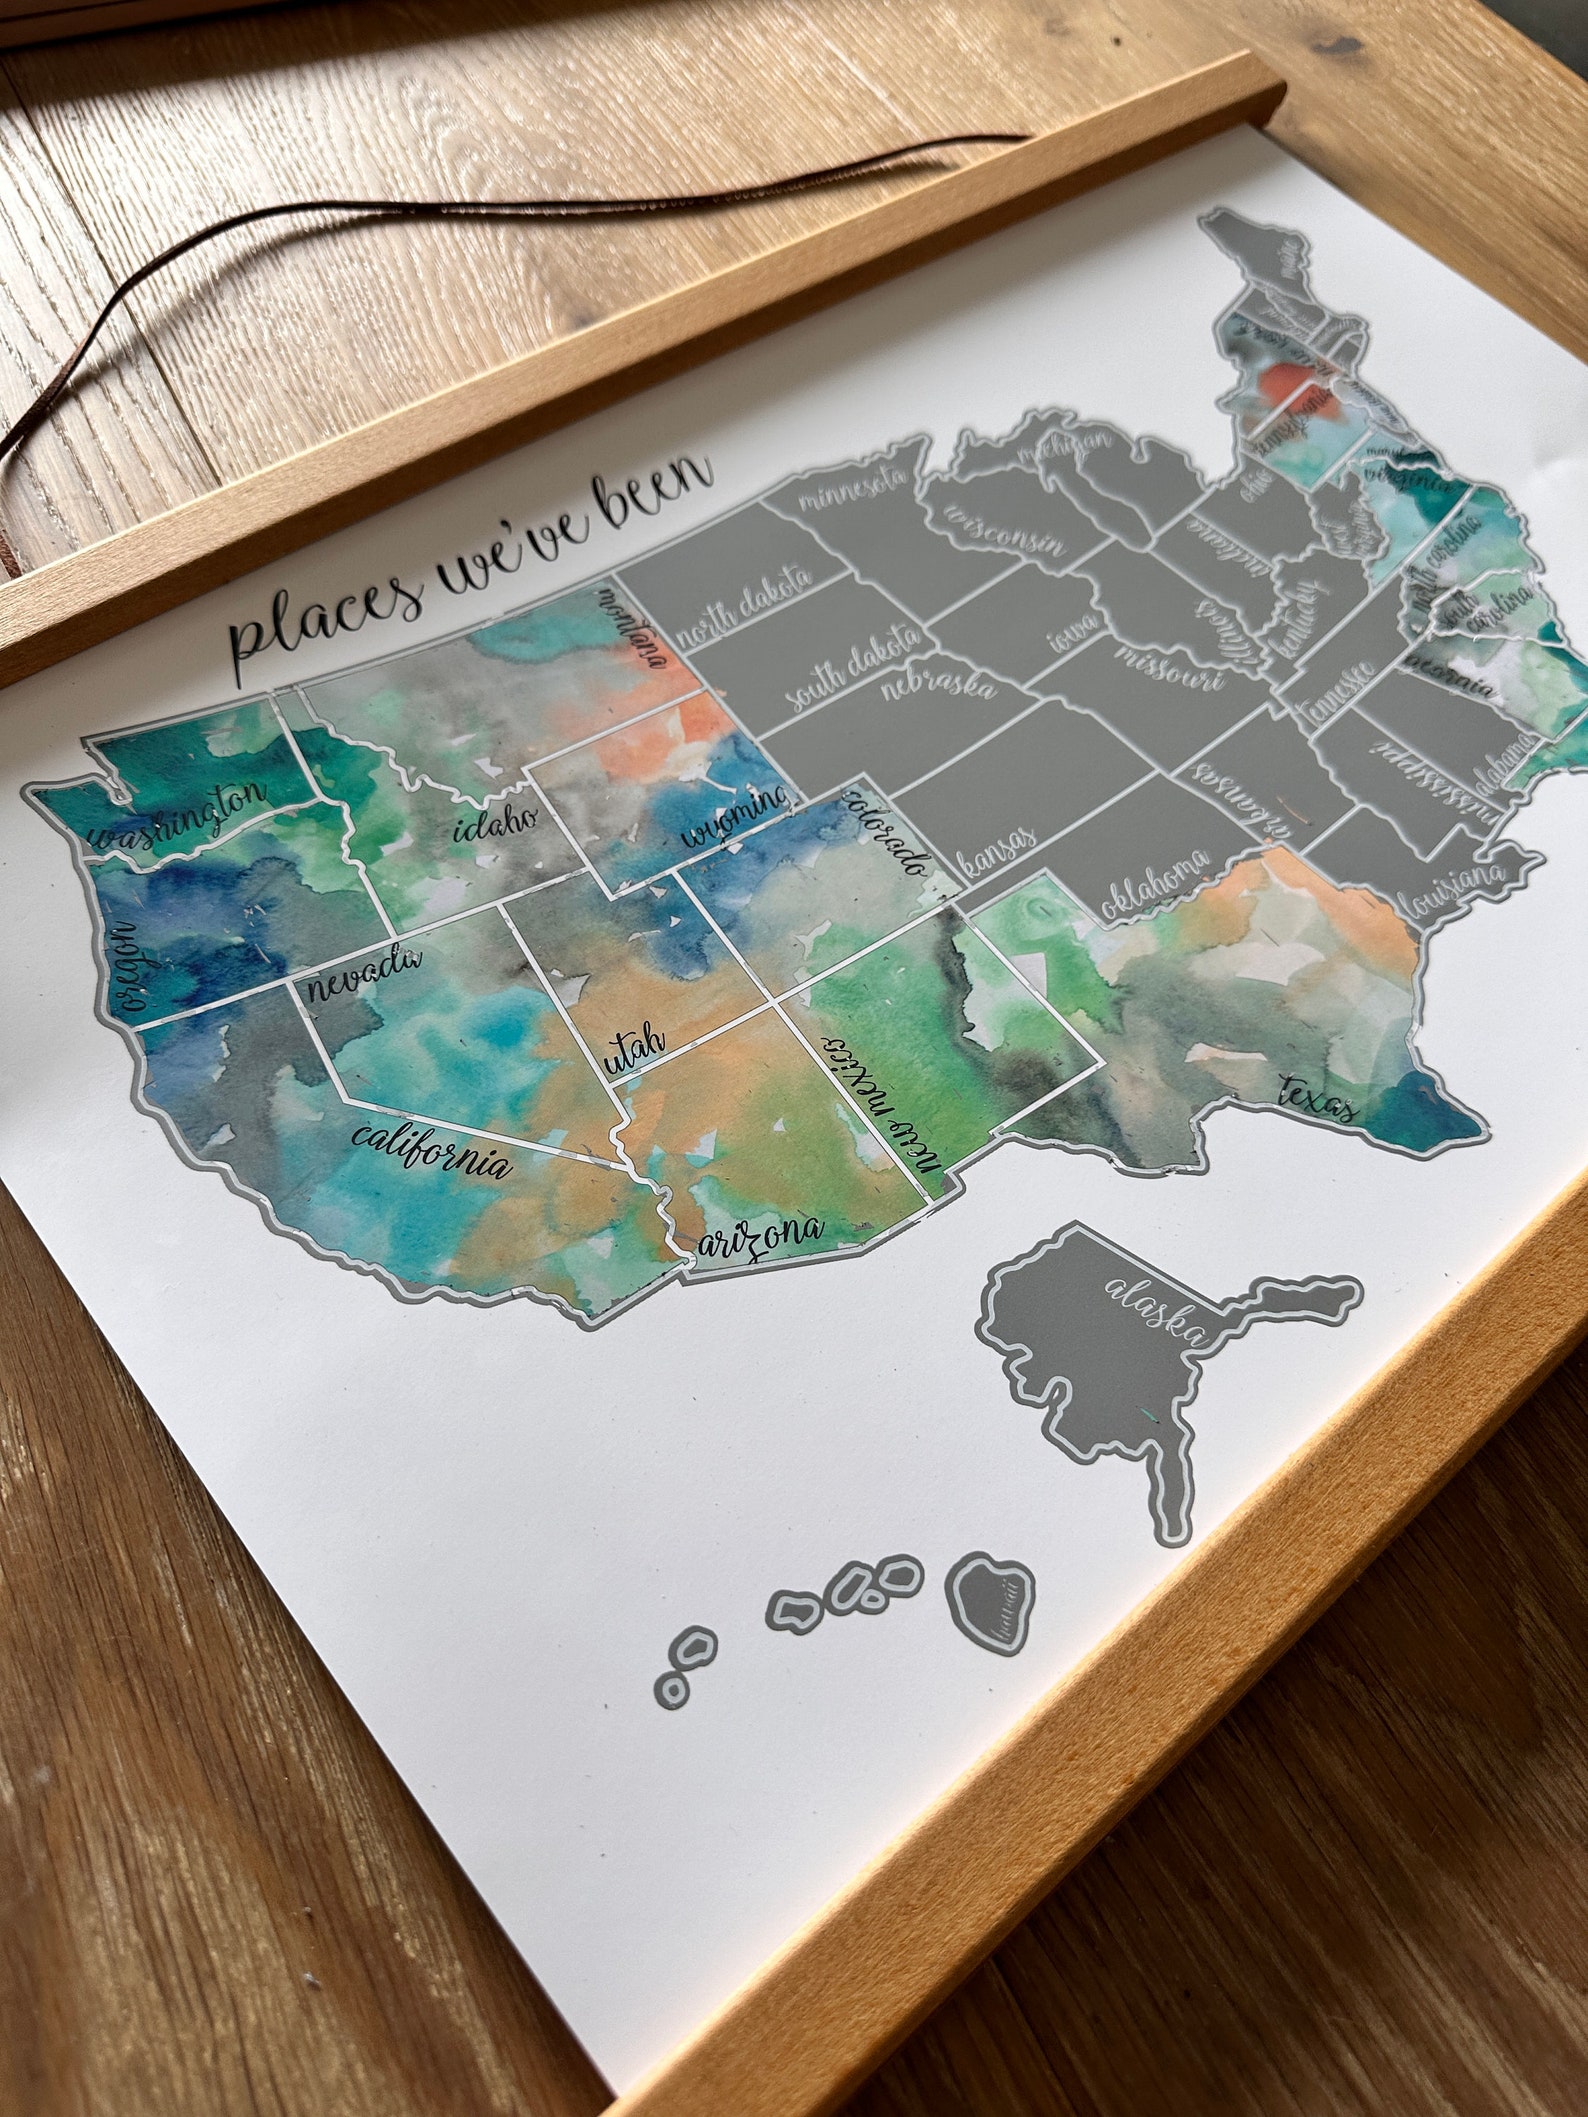 places we've been
washington
oregon
idaho
montana
wyoming
nevada
utah
california
arizona
colorado
new mexico
texas
north dakota
south dakota
nebraska
kansas
oklahoma
minnesota
wisconsin
michigan
iowa
missouri
illinois
indiana
ohio
kentucky
tennessee
arkansas
louisiana
mississippi
alabama
georgia
south
carolina
north carolina
virginia
west
virginia
pennsylvania
new york
maine
alaska
hawaii